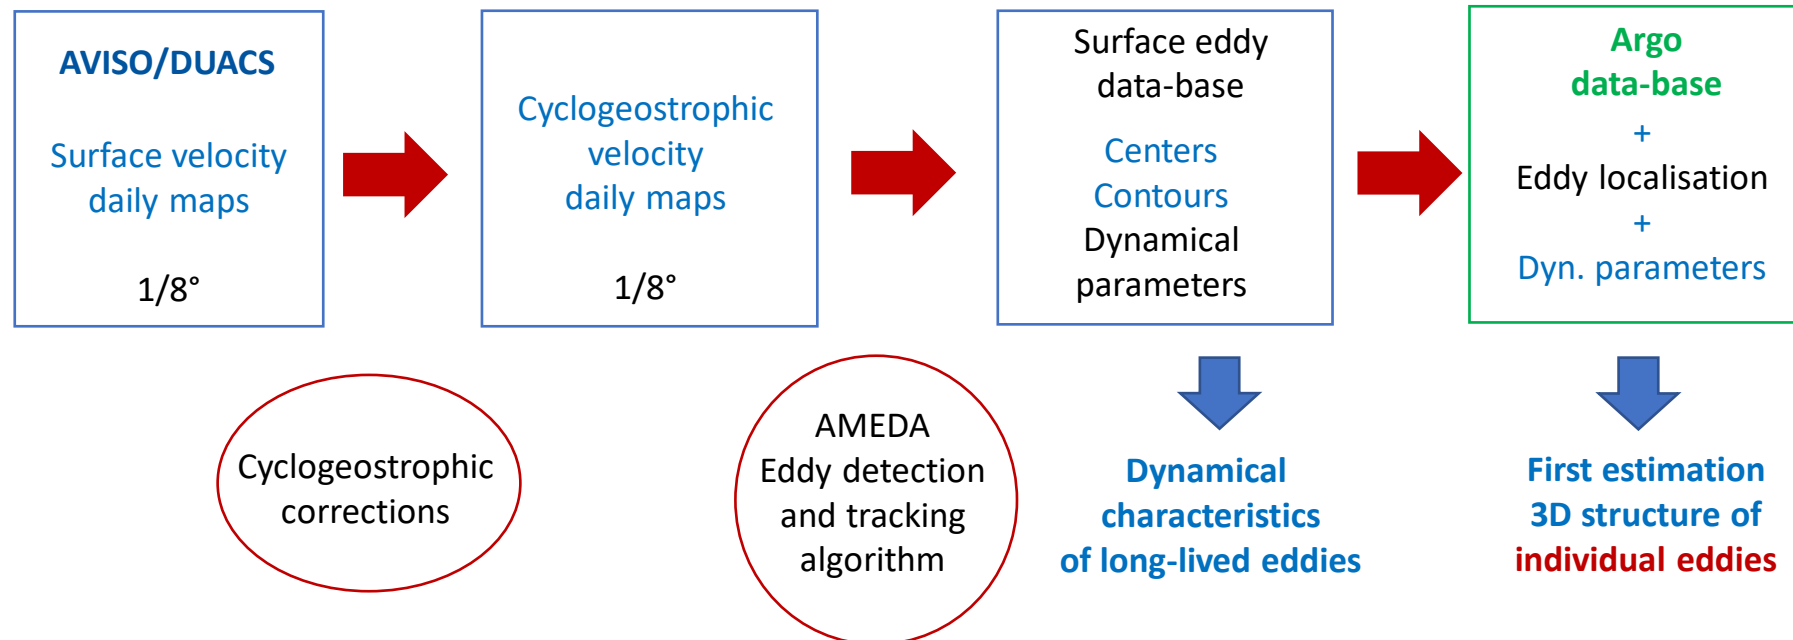 AVISO/DUACS
Surface velocity
daily maps
1/8°
Cyclogeostrophic
velocity
daily maps
1/8°
Surface eddy
data-base
Centers
Contours
Dynamical
parameters
Argo
data-base
+
Eddy localisation
+
Dyn. parameters
Cyclogeostrophic
corrections
AMEDA
Eddy detection
and tracking
algorithm
Dynamical
characteristics
of long-lived eddies
First estimation
3D structure of
individual eddies